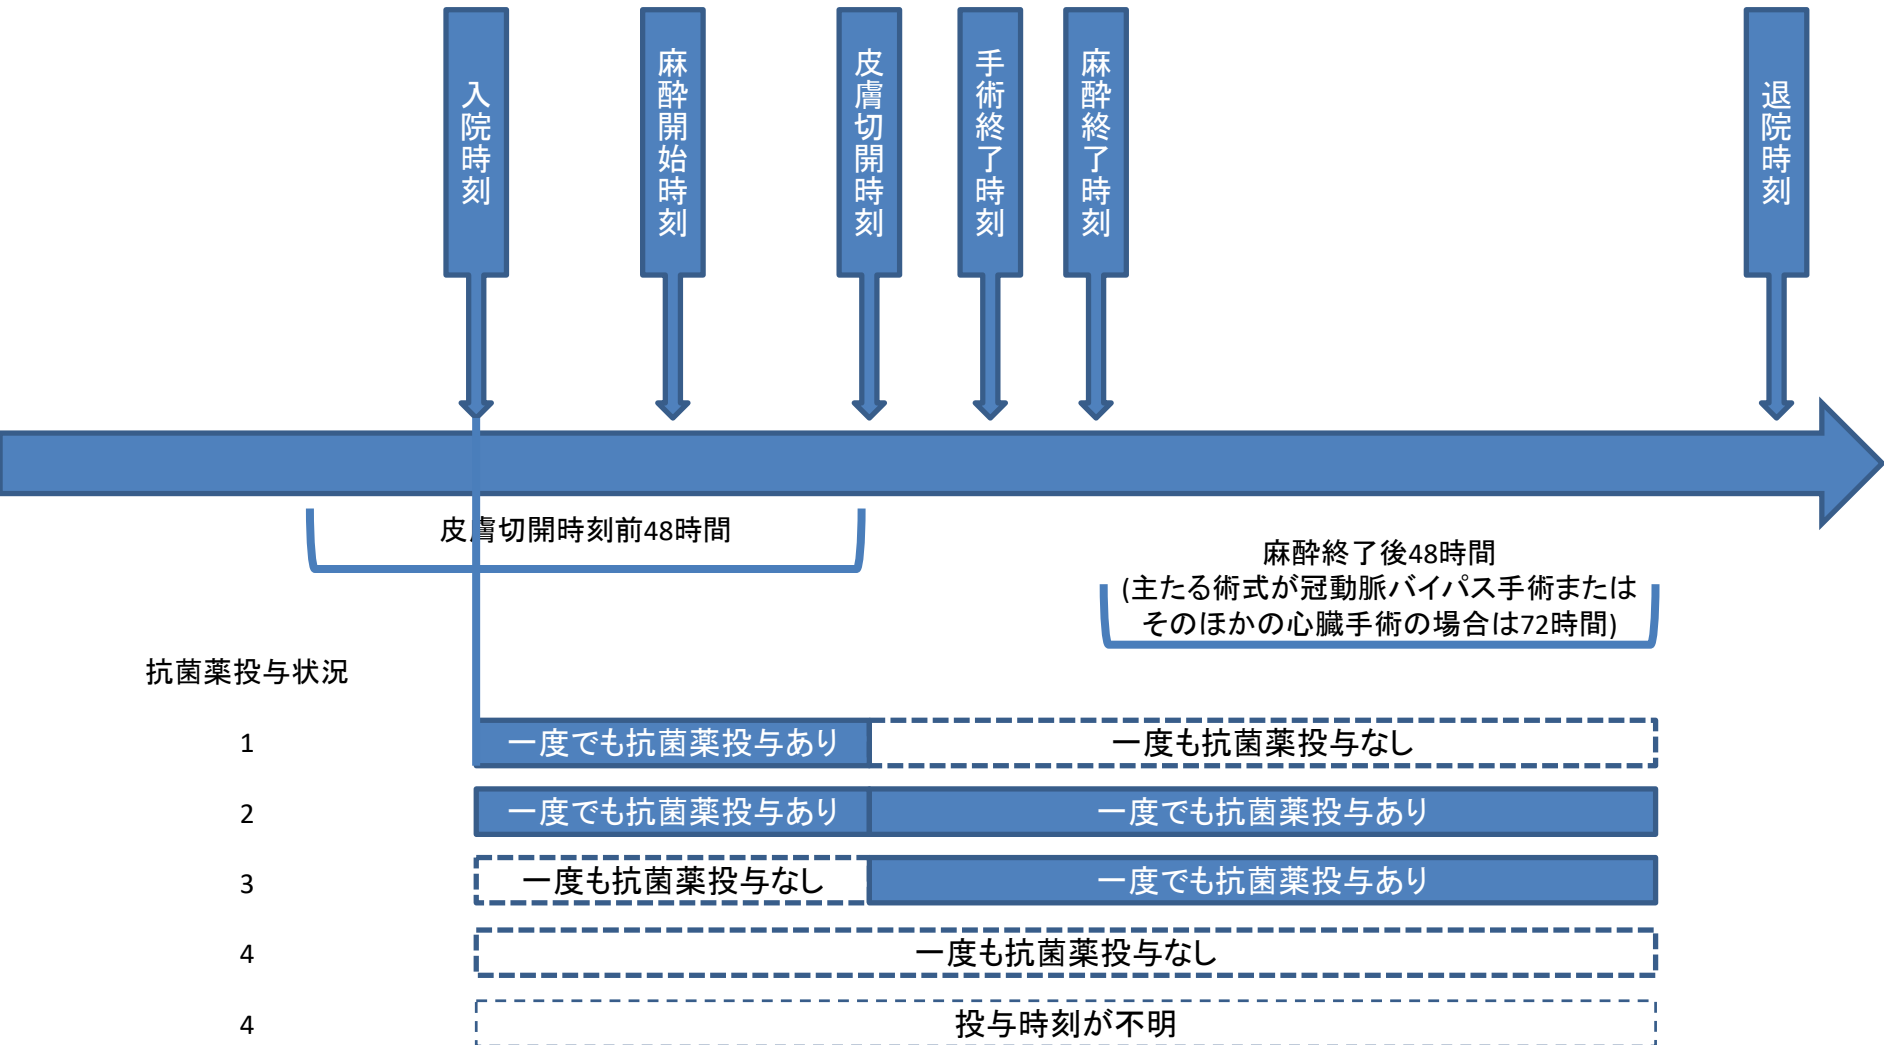 入院時刻
麻酔開始時刻
皮膚切開時刻
手術終了時刻
麻酔終了時刻
退院時刻
皮膚切開時刻前48時間
麻酔終了後48時間
(主たる術式が冠動脈バイパス手術または
そのほかの心臓手術の場合は72時間)
抗菌薬投与状況
1 一度でも抗菌薬投与あり 一度も抗菌薬投与なし
2 一度でも抗菌薬投与あり 一度でも抗菌薬投与あり
3 一度も抗菌薬投与なし 一度でも抗菌薬投与あり
4 一度も抗菌薬投与なし
4 投与時刻が不明